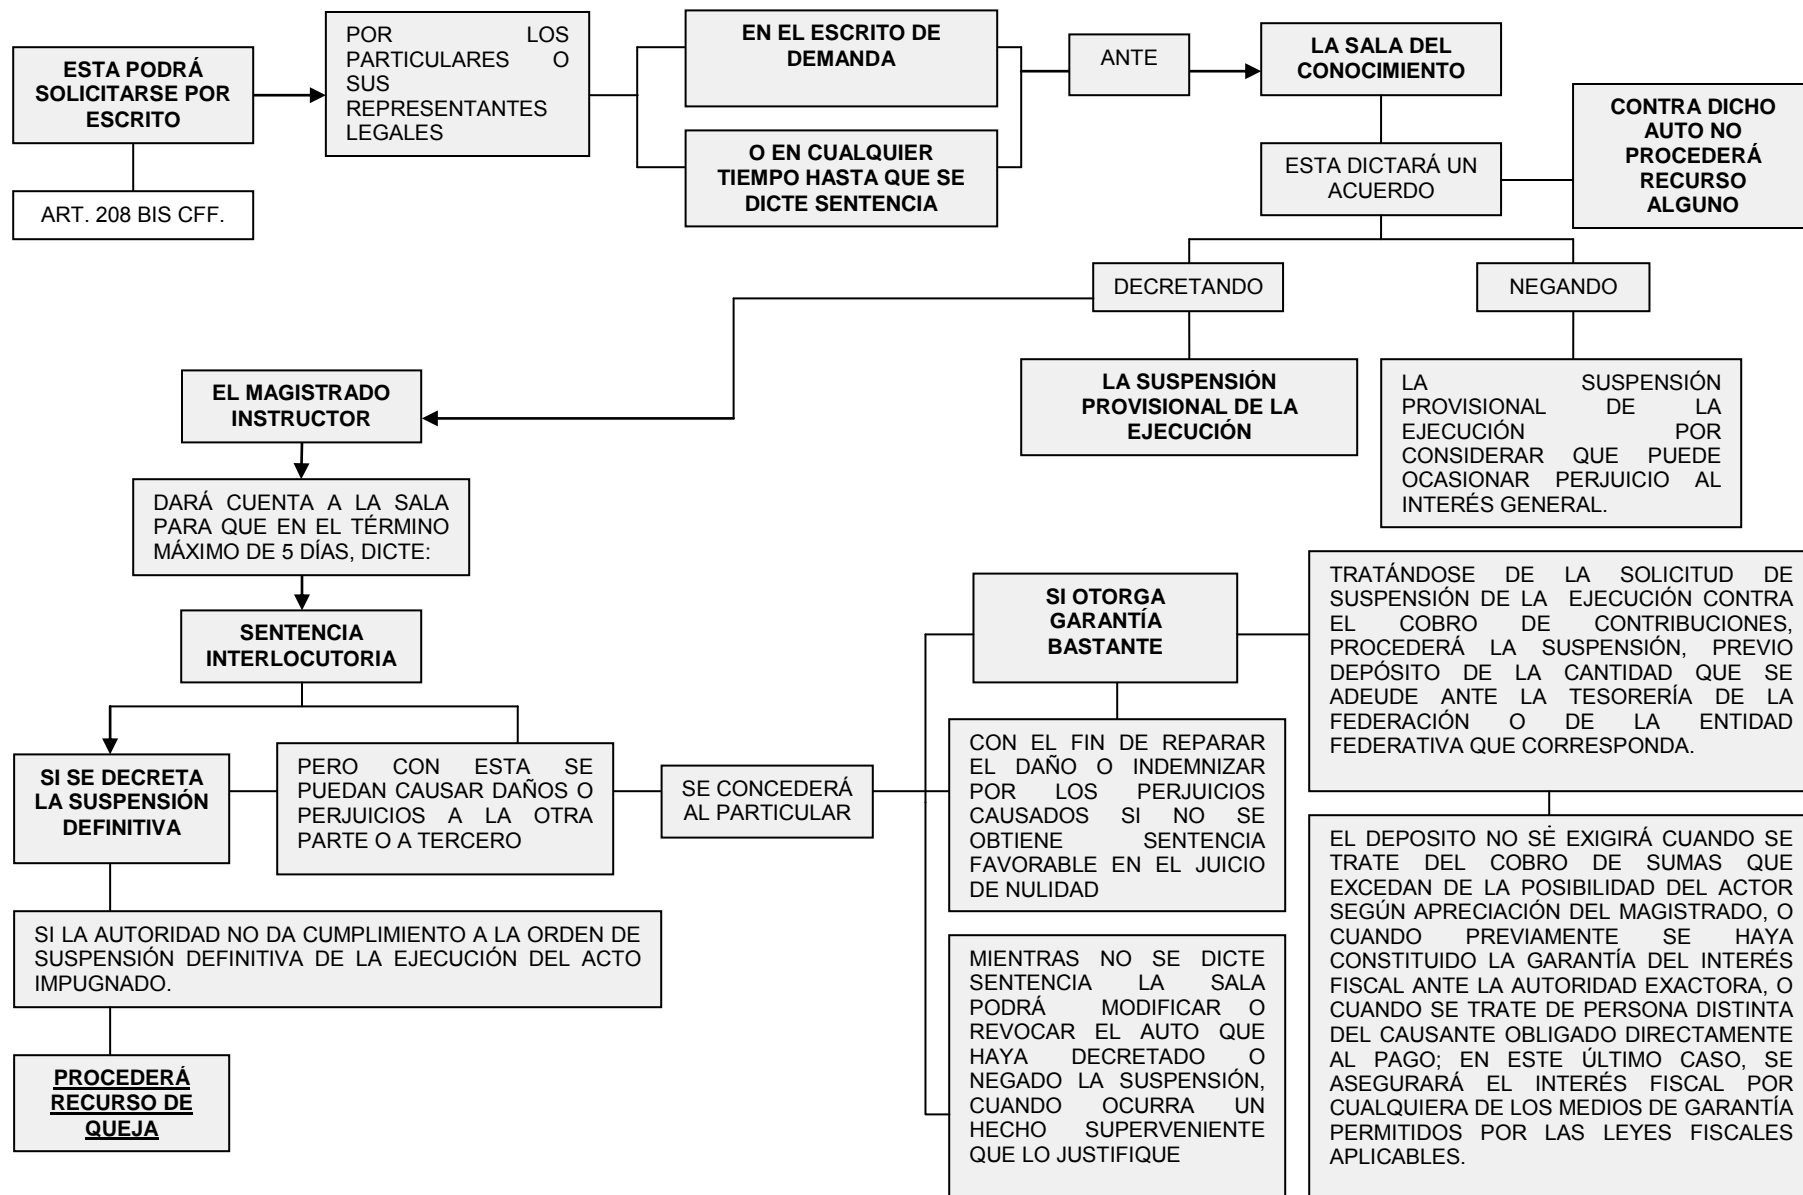 ESTA PODRÁ
SOLICITARSE POR
ESCRITO
ART. 208 BIS CFF.
POR LOS
PARTICULARES O
SUS
REPRESENTANTES
LEGALES
EN EL ESCRITO DE
DEMANDA
O EN CUALQUIER
TIEMPO HASTA QUE SE
DICTE SENTENCIA
ANTE
LA SALA DEL
CONOCIMIENTO
ESTA DICTARÁ UN
ACUERDO
CONTRA DICHO
AUTO NO
PROCEDERÁ
RECURSO
ALGUNO
DECRETANDO
NEGANDO
LA SUSPENSIÓN
PROVISIONAL DE LA
EJECUCIÓN
LA SUSPENSIÓN
PROVISIONAL DE LA
EJECUCIÓN POR
CONSIDERAR QUE PUEDE
OCASIONAR PERJUICIO AL
INTERÉS GENERAL.
EL MAGISTRADO
INSTRUCTOR
DARÁ CUENTA A LA SALA
PARA QUE EN EL TÉRMINO
MÁXIMO DE 5 DÍAS, DICTE:
SENTENCIA
INTERLOCUTORIA
SI SE DECRETA
LA SUSPENSIÓN
DEFINITIVA
PERO CON ESTA SE
PUEDAN CAUSAR DAÑOS O
PERJUICIOS A LA OTRA
PARTE O A TERCERO
SE CONCEDERÁ
AL PARTICULAR
SI OTORGA
GARANTÍA
BASTANTE
CON EL FIN DE REPARAR
EL DAÑO O INDEMNIZAR
POR LOS PERJUICIOS
CAUSADOS SI NO SE
OBTIENE SENTENCIA
FAVORABLE EN EL JUICIO
DE NULIDAD
MIENTRAS NO SE DICTE
SENTENCIA LA SALA
PODRÁ MODIFICAR O
REVOCAR EL AUTO QUE
HAYA DECRETADO O
NEGADO LA SUSPENSIÓN,
CUANDO OCURRA UN
HECHO SUPERVENIENTE
QUE LO JUSTIFIQUE
TRATÁNDOSE DE LA SOLICITUD DE
SUSPENSIÓN DE LA EJECUCIÓN CONTRA
EL COBRO DE CONTRIBUCIONES,
PROCEDERÁ LA SUSPENSIÓN, PREVIO
DEPÓSITO DE LA CANTIDAD QUE SE
ADEUDE ANTE LA TESORERÍA DE LA
FEDERACIÓN O DE LA ENTIDAD
FEDERATIVA QUE CORRESPONDA.
EL DEPOSITO NO SE EXIGIRÁ CUANDO SE
TRATE DEL COBRO DE SUMAS QUE
EXCEDAN DE LA POSIBILIDAD DEL ACTOR
SEGÚN APRECIACIÓN DEL MAGISTRADO, O
CUANDO PREVIAMENTE SE HAYA
CONSTITUIDO LA GARANTÍA DEL INTERÉS
FISCAL ANTE LA AUTORIDAD EXACTORA, O
CUANDO SE TRATE DE PERSONA DISTINTA
DEL CAUSANTE OBLIGADO DIRECTAMENTE
AL PAGO; EN ESTE ÚLTIMO CASO, SE
ASEGURARÁ EL INTERÉS FISCAL POR
CUALQUIERA DE LOS MEDIOS DE GARANTÍA
PERMITIDOS POR LAS LEYES FISCALES
APLICABLES.
SI LA AUTORIDAD NO DA CUMPLIMIENTO A LA ORDEN DE
SUSPENSIÓN DEFINITIVA DE LA EJECUCIÓN DEL ACTO
IMPUGNADO.
PROCEDERÁ
RECURSO DE
QUEJA